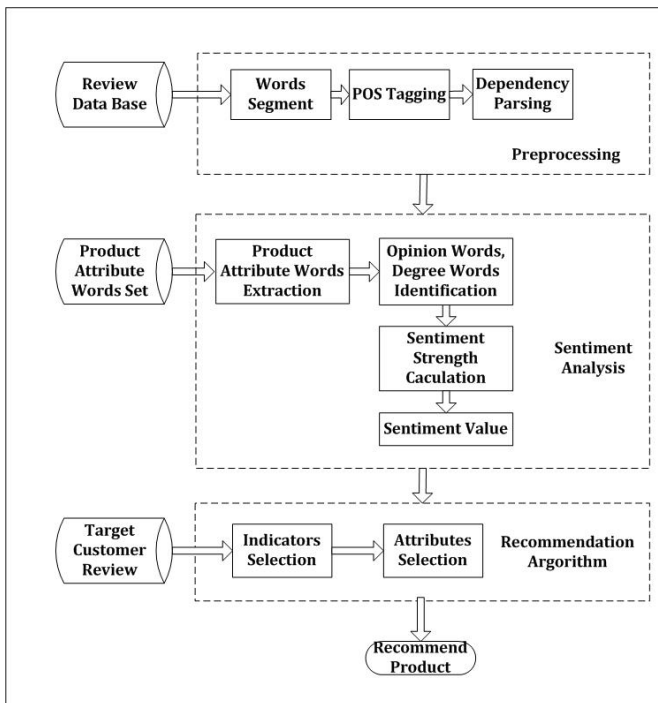 Review
Data Base
Words
Segment
POS Tagging
Dependency
Parsing
Preprocessing
Product
Attribute
Words Set
Product
Attribute Words
Extraction
Opinion Words,
Degree Words
Identification
Sentiment
Strength
Caculation
Sentiment Value
Sentiment
Analysis
Target
Customer
Review
Indicators
Selection
Attributes
Selection
Recommendation
Algorithm
Recommend
Product